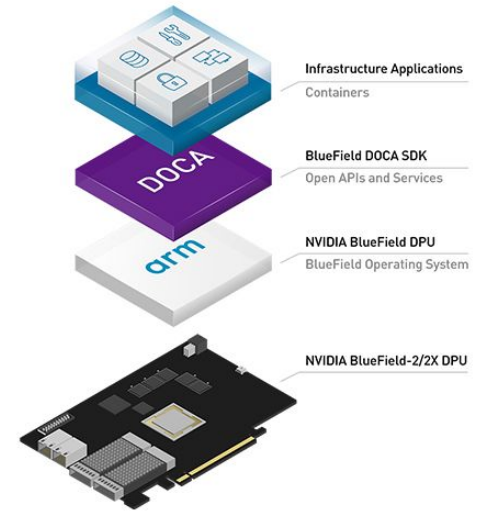 Infrastructure Applications
Containers
BlueField DOCA SDK
DOCA
Open APIs and Services
NVIDIA BlueField DPU
arm
BlueField Operating System
NVIDIA BlueField-2/2X DPU